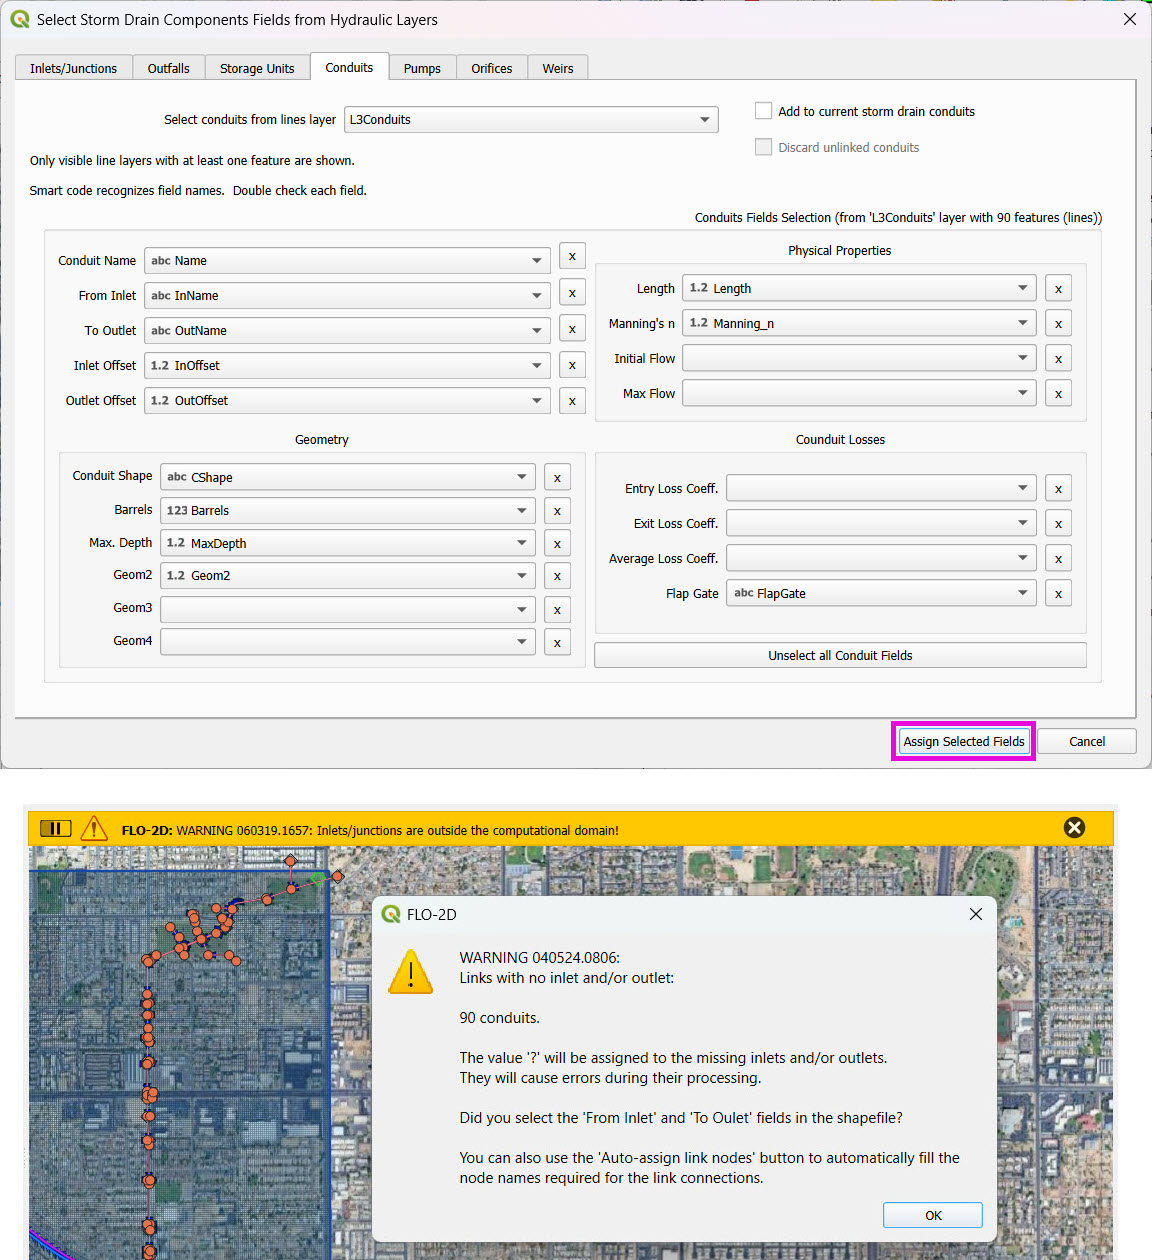 Select Storm Drain Components Fields from Hydraulic Layers
Inlets/Junctions Outfalls Storage Units Conduits Pumps Orifices Weirs
Select conduits from lines layer L3Conduits
Add to current storm drain conduits
Discard unlinked conduits
Only visible line layers with at least one feature are shown.
Smart code recognizes field names. Double check each field.
Conduits Fields Selection (from 'L3Conduits' layer with 90 features (lines))
Conduit Name abc Name x
From Inlet abc InName x
To Outlet abc OutName x
Inlet Offset 1.2 InOffset x
Outlet Offset 1.2 OutOffset x
Physical Properties
Length 1.2 Length x
Manning's n 1.2 Manning_n x
Initial Flow x
Max Flow x
Geometry
Conduit Shape abc CShape x
Barrels 123 Barrels x
Max. Depth 1.2 MaxDepth x
Geom2 1.2 Geom2 x
Geom3 x
Geom4 x
Counduit Losses
Entry Loss Coeff. x
Exit Loss Coeff. x
Average Loss Coeff. x
Flap Gate abc FlapGate x
Unselect all Conduit Fields
Assign Selected Fields Cancel
FLO-2D: WARNING 060319.1657: Inlets/junctions are outside the computational domain!
FLO-2D
WARNING 040524.0806:
Links with no inlet and/or outlet:
90 conduits.
The value '?' will be assigned to the missing inlets and/or outlets.
They will cause errors during their processing.
Did you select the 'From Inlet' and 'To Oulet' fields in the shapefile?
You can also use the 'Auto-assign link nodes' button to automatically fill the
node names required for the link connections.
OK